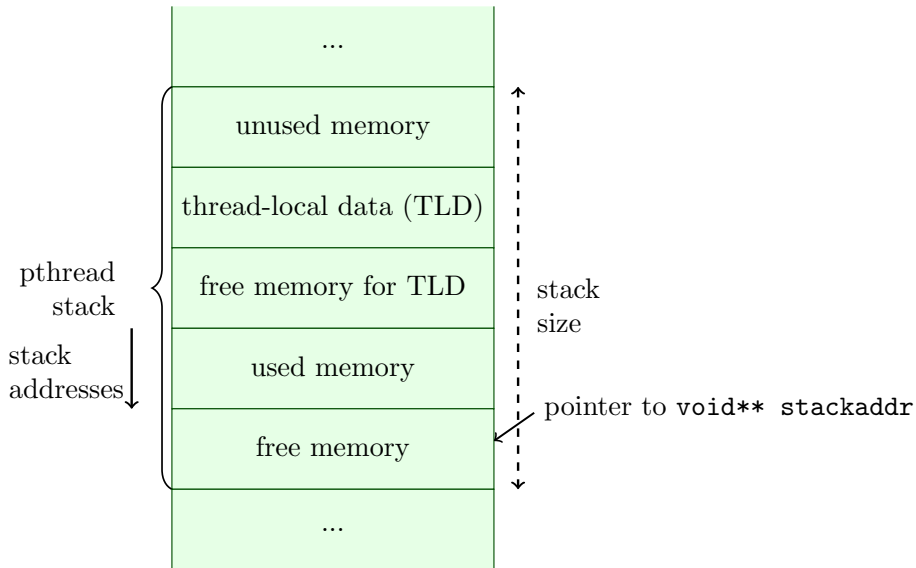 ...
unused memory
thread-local data (TLD)
free memory for TLD
pthread
stack
stack
size
used memory
stack
addresses
pointer to void** stackaddr
free memory
...